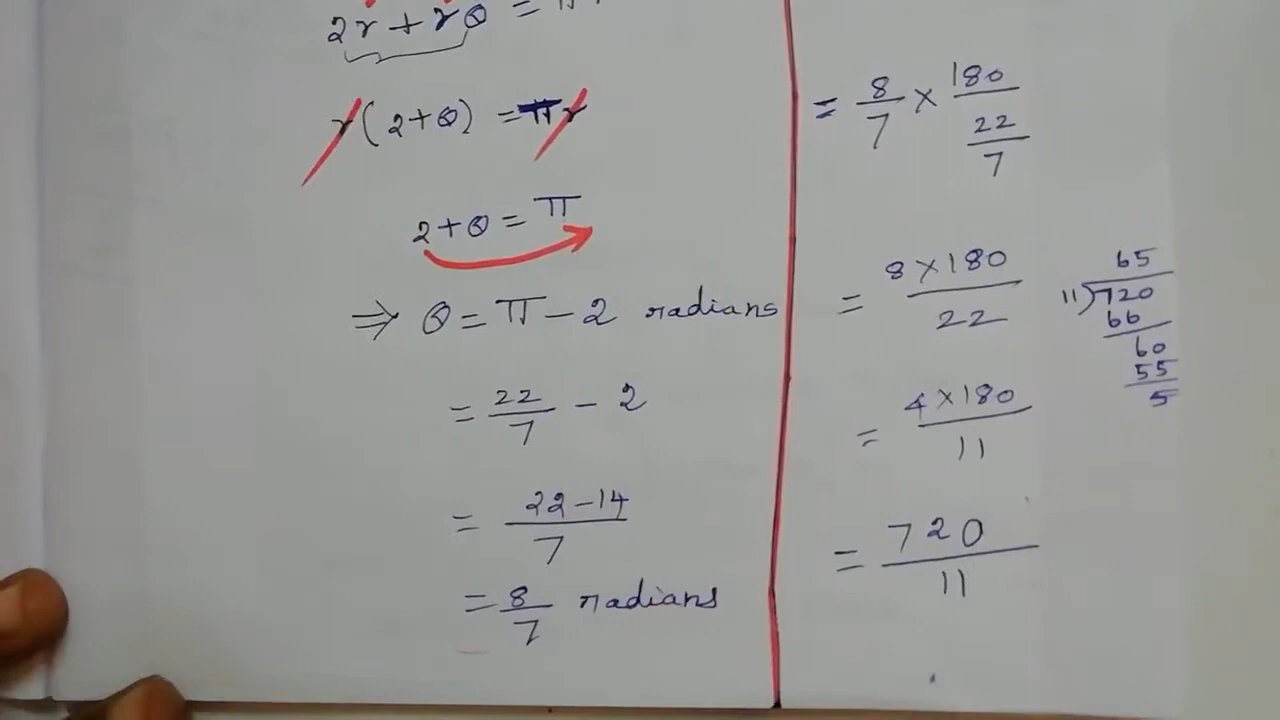 2r + rθ = π
r(2+θ) = πr
2+θ = π
⇒ θ = π - 2 radians
= 22/7 - 2
= 22-14/7
= 8/7 radians
= 8/7 × 180/22/7
= 8×180/22
= 4×180/11
= 720/11
65
11)720
66
60
55
5